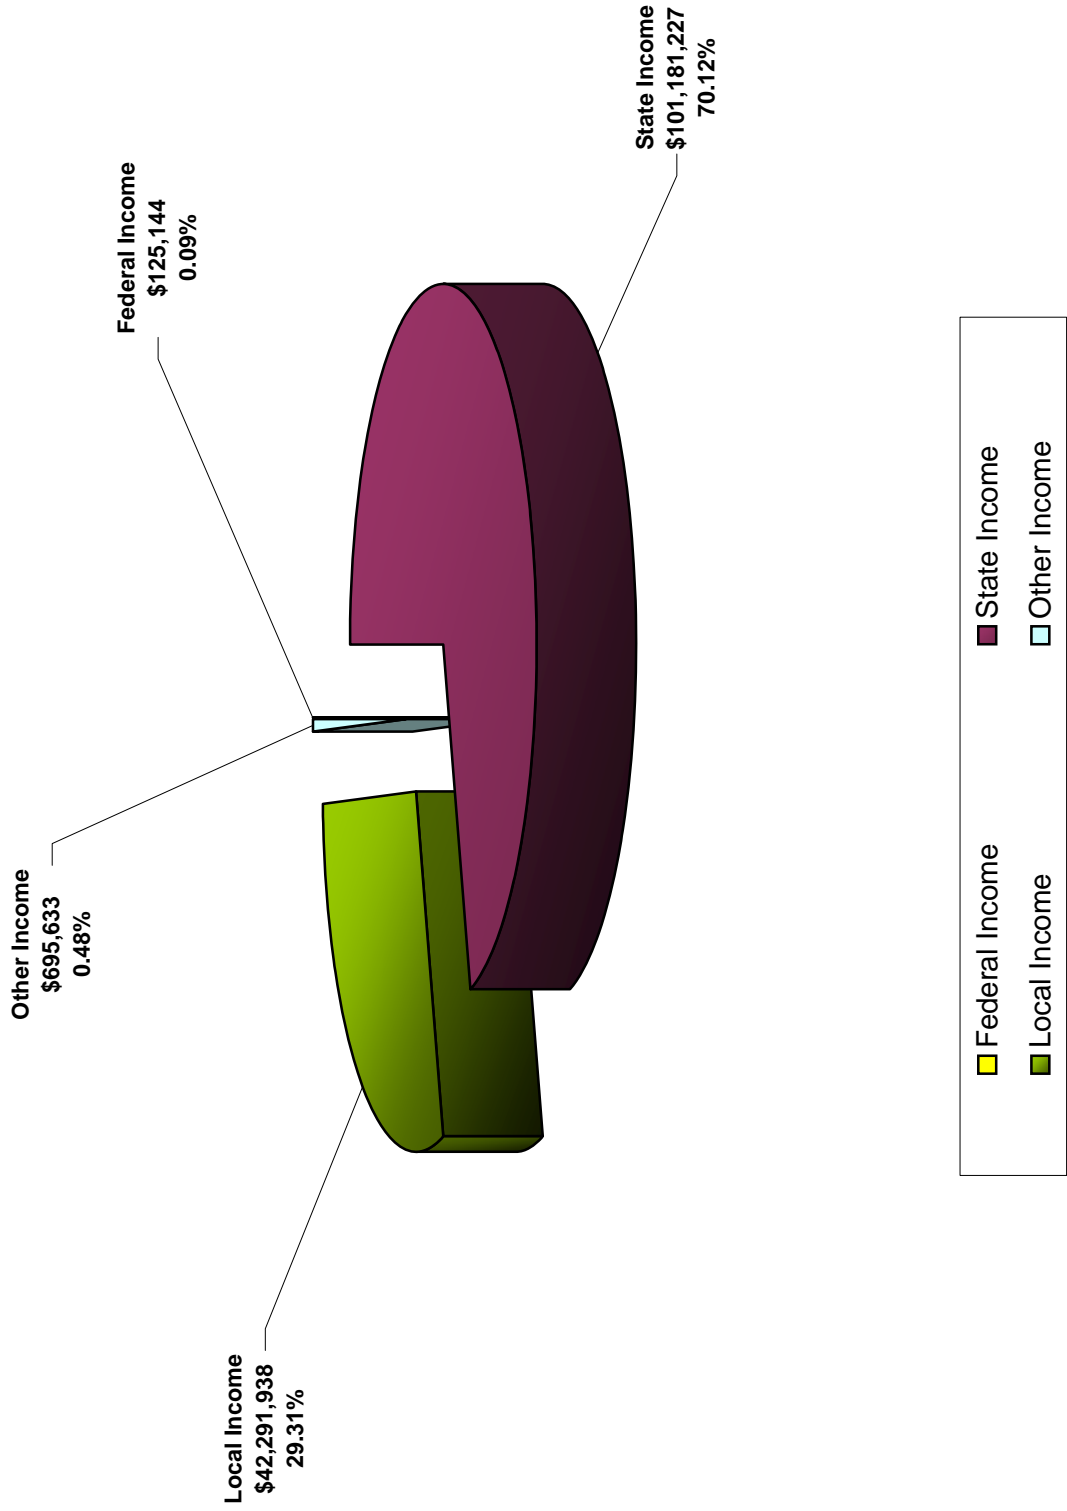 Other Income
$695,633
0.48%
Federal Income
$125,144
0.09%
Local Income
$42,291,938
29.31%
State Income
$101,181,227
70.12%
Federal Income
State Income
Local Income
Other Income